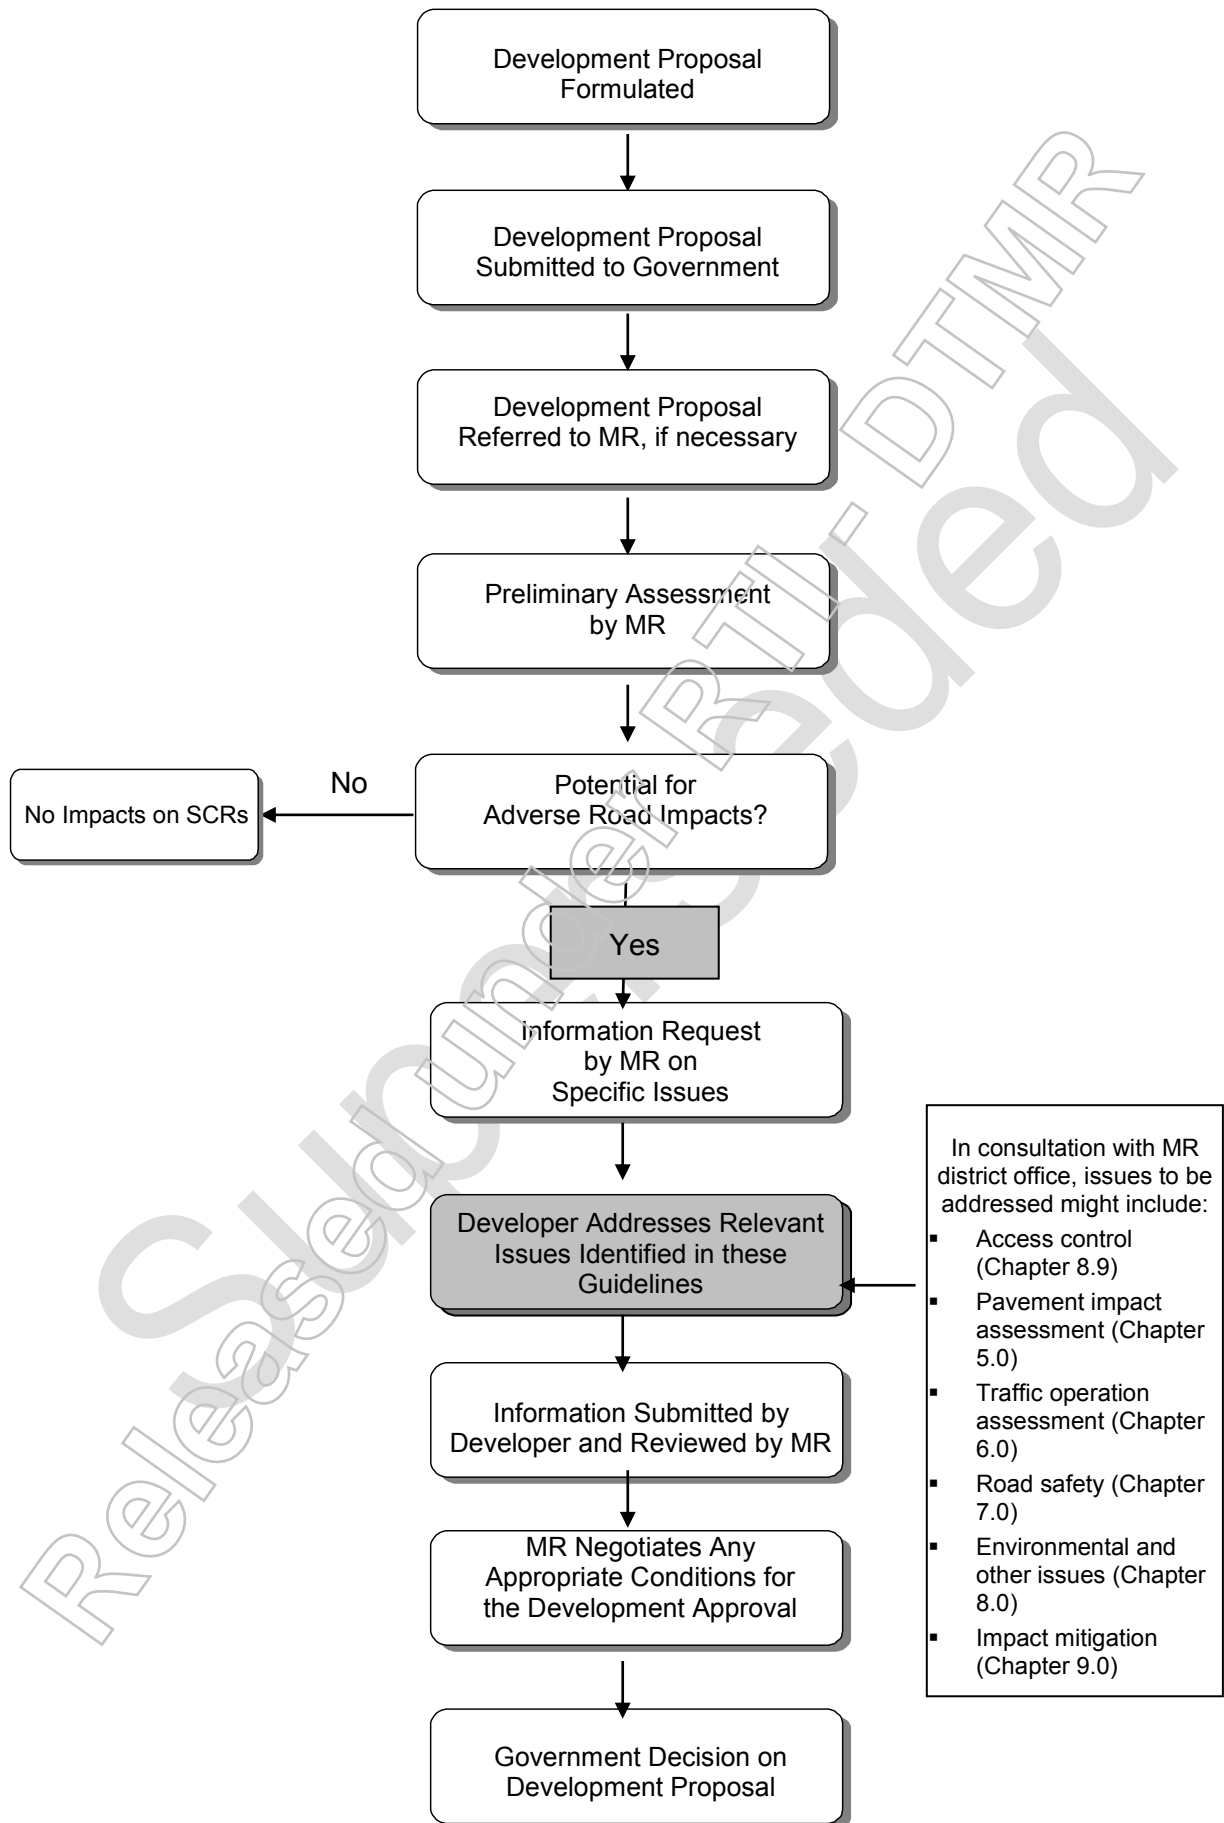 Development Proposal
Formulated
Development Proposal
Submitted to Government
Development Proposal
Referred to MR, if necessary
Preliminary Assessment
by MR
Potential for
Adverse Road Impacts?
No
No Impacts on SCRs
Yes
Information Request
by MR on
Specific Issues
Developer Addresses Relevant
Issues Identified in these
Guidelines
In consultation with MR
district office, issues to be
addressed might include:
▪ Access control
(Chapter 8.9)
▪ Pavement impact
assessment (Chapter
5.0)
▪ Traffic operation
assessment (Chapter
6.0)
▪ Road safety (Chapter
7.0)
▪ Environmental and
other issues (Chapter
8.0)
▪ Impact mitigation
(Chapter 9.0)
Information Submitted by
Developer and Reviewed by MR
MR Negotiates Any
Appropriate Conditions for
the Development Approval
Government Decision on
Development Proposal
Superseded
Released under RTI - DTMR